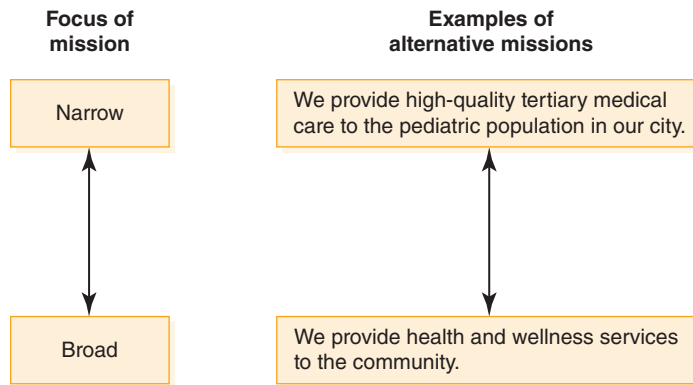 Focus of
mission
Examples of
alternative missions
Narrow
We provide high-quality tertiary medical
care to the pediatric population in our city.
Broad
We provide health and wellness services
to the community.